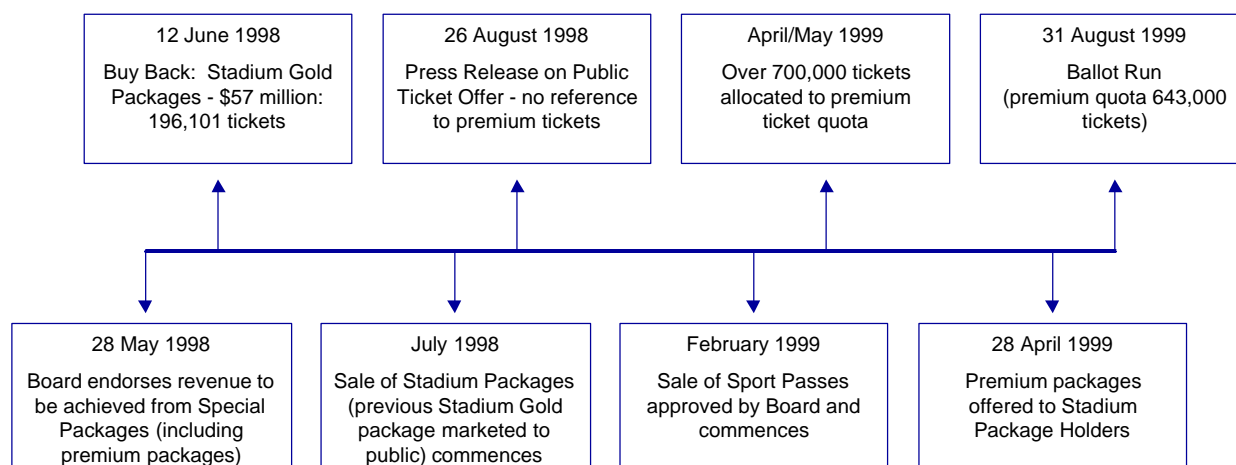 12 June 1998
Buy Back: Stadium Gold
Packages - $57 million:
196,101 tickets
26 August 1998
Press Release on Public
Ticket Offer - no reference
to premium tickets
April/May 1999
Over 700,000 tickets
allocated to premium
ticket quota
31 August 1999
Ballot Run
(premium quota 643,000
tickets)
28 May 1998
Board endorses revenue to
be achieved from Special
Packages (including
premium packages)
July 1998
Sale of Stadium Packages
(previous Stadium Gold
package marketed to
public) commences
February 1999
Sale of Sport Passes
approved by Board and
commences
28 April 1999
Premium packages
offered to Stadium
Package Holders